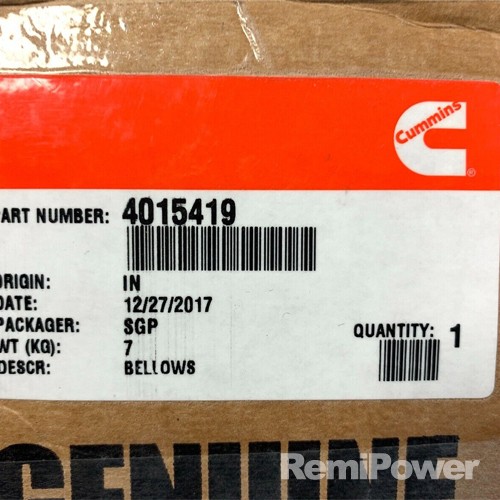 Cummins
®
PART NUMBER: 4015419
ORIGIN: IN
DATE: 12/27/2017
PACKAGER: SGP
WT (KG): 7
DESCR: BELLOWS
QUANTITY: 1
GENUINE
RemiPower